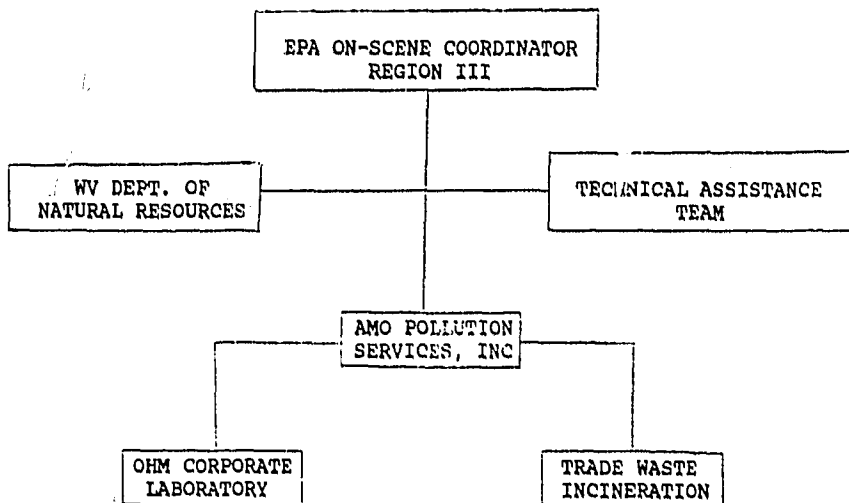 EPA ON-SCENE COORDINATOR
REGION III
WV DEPT. OF
NATURAL RESOURCES
TECHNICAL ASSISTANCE
TEAM
AMO POLLUTION
SERVICES, INC
OHM CORPORATE
LABORATORY
TRADE WASTE
INCINERATION